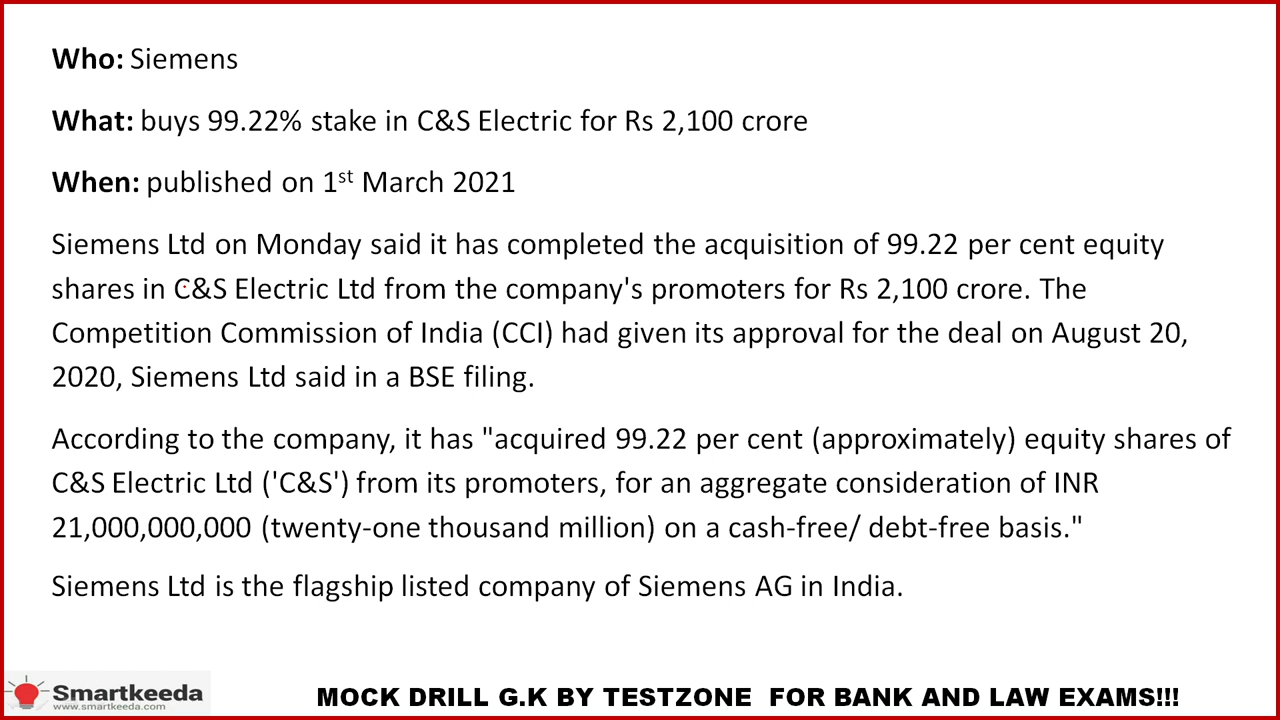 Who: Siemens
What: buys 99.22% stake in C&S Electric for Rs 2,100 crore
When: published on 1st March 2021
Siemens Ltd on Monday said it has completed the acquisition of 99.22 per cent equity
shares in C&S Electric Ltd from the company's promoters for Rs 2,100 crore. The
Competition Commission of India (CCI) had given its approval for the deal on August 20,
2020, Siemens Ltd said in a BSE filing.
According to the company, it has "acquired 99.22 per cent (approximately) equity shares of
C&S Electric Ltd ('C&S') from its promoters, for an aggregate consideration of INR
21,000,000,000 (twenty-one thousand million) on a cash-free/ debt-free basis."
Siemens Ltd is the flagship listed company of Siemens AG in India.
Smartkeeda
www.smartkeeda.com
MOCK DRILL G.K BY TESTZONE FOR BANK AND LAW EXAMS!!!